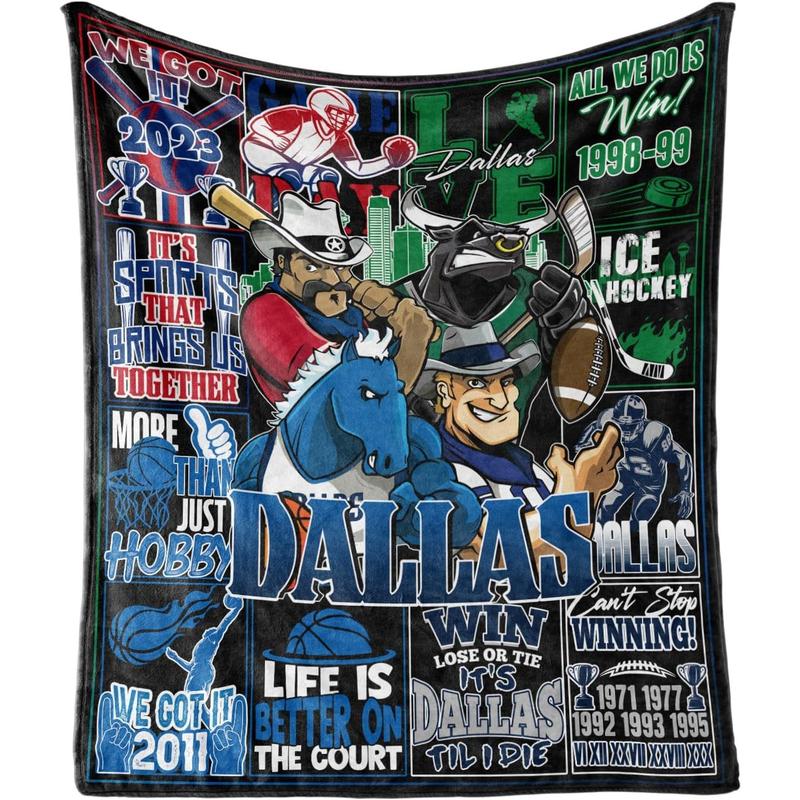 WE GOT
IT!
2023
GAME
DAY
LOVE
Dallas
ALL WE DO IS
Win!
1998-99
IT'S
SPORTS
THAT
BRINGS US
TOGETHER
ICE
HOCKEY
MORE
THAN
JUST
HOBBY
DALLAS
DALLAS
WE GOT IT
2011
LIFE IS
BETTER ON
THE COURT
WIN
LOSE OR TIE
IT'S
DALLAS
TIL I DIE
Can't Stop
WINNING!
1971 1977
1992 1993 1995
VI XII XXVII XXVIII XXX